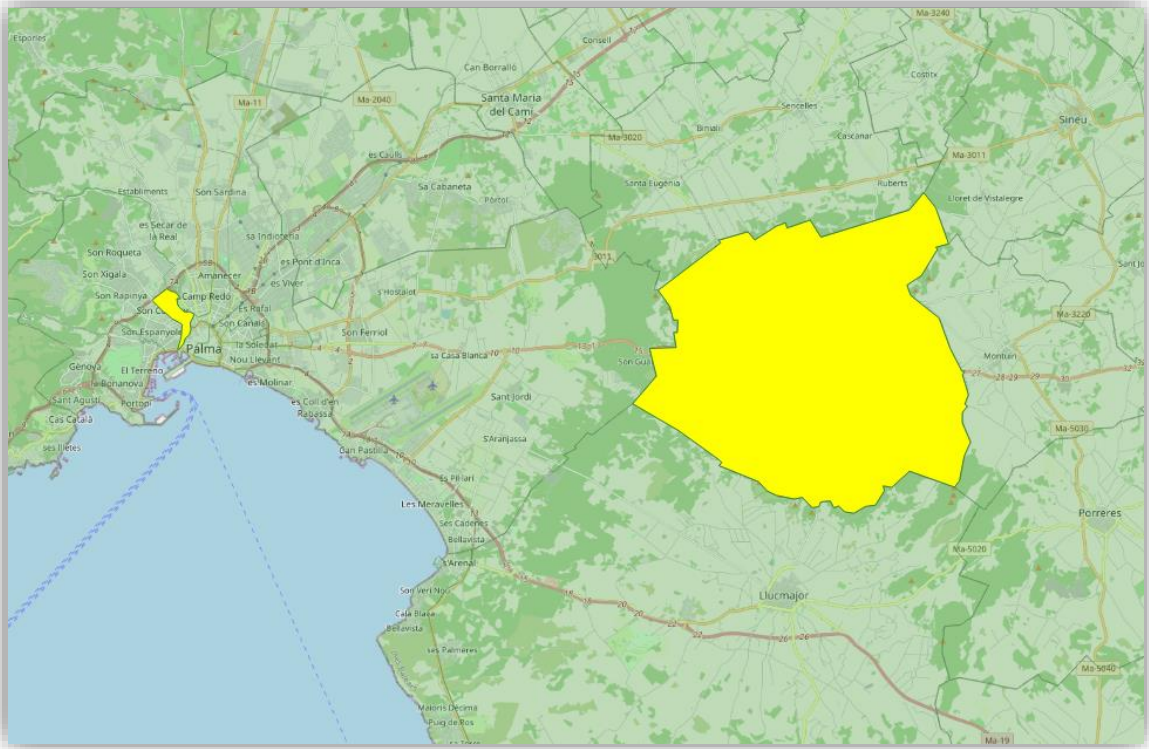 Esporles
Consell
Ma-3240
Can Borralló
Costitx
Ma-11
Ma-2040
Santa Maria
del Camí
Sencelles
Sineu
Biniali
Cascanar
es Caülls
Ma-3020
Ma-3011
Santa Eugènia
Ruberts
Lloret de Vistalegre
Establiments
Son Sardina
Sa Cabaneta
Pòrtol
es Secar de
la Real
sa Indioteria
Son Roqueta
es Pont d'Inca
Son Xigala
Amanecer
es Viver
s'Hostalet
Son Rapinya
Camp Redó
Es Rafal
Ma-3220
Son Canals
Son Ferriol
Son Espanyolet
Palma
la Soledat
sa Casa Blanca
Montuïri
Nou Llevant
Gènova
El Terreno
la Bonanova
es Molinar
Sant Agustí
Portopí
es Coll d'en
Rabassa
Sant Jordi
Cas Català
ses Illetes
S'Aranjassa
Ma-5030
Can Pastilla
Es Pil·larí
Les Meravelles
Ses Cadenes
Bellavista
Porreres
s'Arenal
Ma-5020
Son Verí Nou
Llucmajor
Cala Blava
Bellavista
ses Palmeres
Ma-5040
Maioris Dècima
Puig de Ros
Ma-19